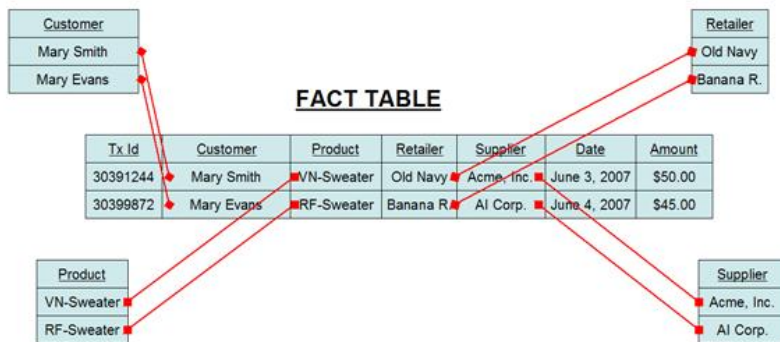 Customer
Mary Smith
Mary Evans
Retailer
Old Navy
Banana R.
FACT TABLE
Tx Id Customer Product Retailer Supplier Date Amount
30391244 Mary Smith VN-Sweater Old Navy Acme, Inc. June 3, 2007 $50.00
30399872 Mary Evans RF-Sweater Banana R. AI Corp. June 4, 2007 $45.00
Product
VN-Sweater
RF-Sweater
Supplier
Acme, Inc.
AI Corp.